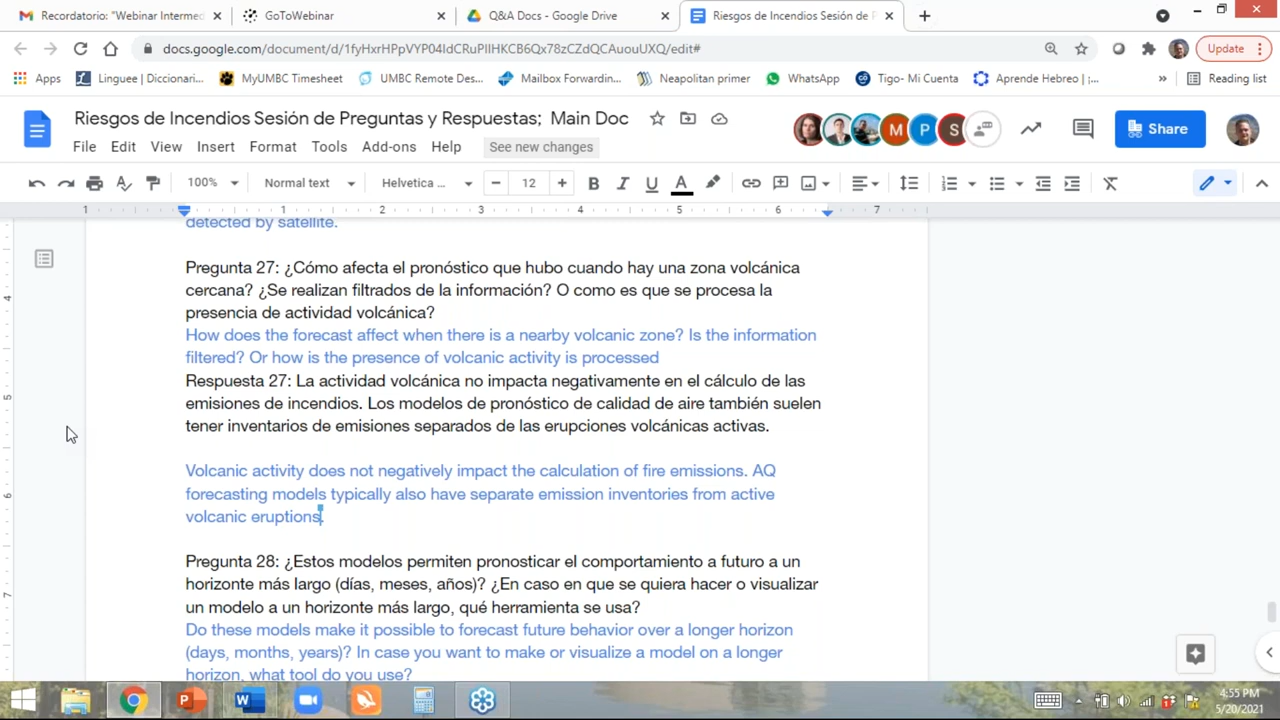 Recordatorio: "Webinar Intermed
GoToWebinar
Q&A Docs - Google Drive
Riesgos de Incendios Sesión de P
docs.google.com/document/d/1fyHxrHPpVYP04IdCRuPIIHKCB6Qx78zCZdQCAuouUXQ/edit#
Update
Apps
Linguee | Diccionari...
MyUMBC Timesheet
UMBC Remote Des...
Mailbox Forwardin...
Neapolitan primer
WhatsApp
Tigo- Mi Cuenta
Aprende Hebreo | ¡...
»
Reading list
Riesgos de Incendios Sesión de Preguntas y Respuestas;  Main Doc
M
P
S
Share
File
Edit
View
Insert
Format
Tools
Add-ons
Help
See new changes
100%
Normal text
Helvetica ...
12
B
I
U
A
1
1
2
3
4
5
6
7
detected by satellite.
Pregunta 27: ¿Cómo afecta el pronóstico que hubo cuando hay una zona volcánica
cercana? ¿Se realizan filtrados de la información? O como es que se procesa la
4
presencia de actividad volcánica?
How does the forecast affect when there is a nearby volcanic zone? Is the information
filtered? Or how is the presence of volcanic activity is processed
Respuesta 27: La actividad volcánica no impacta negativamente en el cálculo de las
5
emisiones de incendios. Los modelos de pronóstico de calidad de aire también suelen
tener inventarios de emisiones separados de las erupciones volcánicas activas.
Volcanic activity does not negatively impact the calculation of fire emissions. AQ
6
forecasting models typically also have separate emission inventories from active
volcanic eruptions.
Pregunta 28: ¿Estos modelos permiten pronosticar el comportamiento a futuro a un
horizonte más largo (días, meses, años)? ¿En caso en que se quiera hacer o visualizar
7
un modelo a un horizonte más largo, qué herramienta se usa?
Do these models make it possible to forecast future behavior over a longer horizon
(days, months, years)? In case you want to make or visualize a model on a longer
horizon, what tool do you use?
4:55 PM
5/20/2021